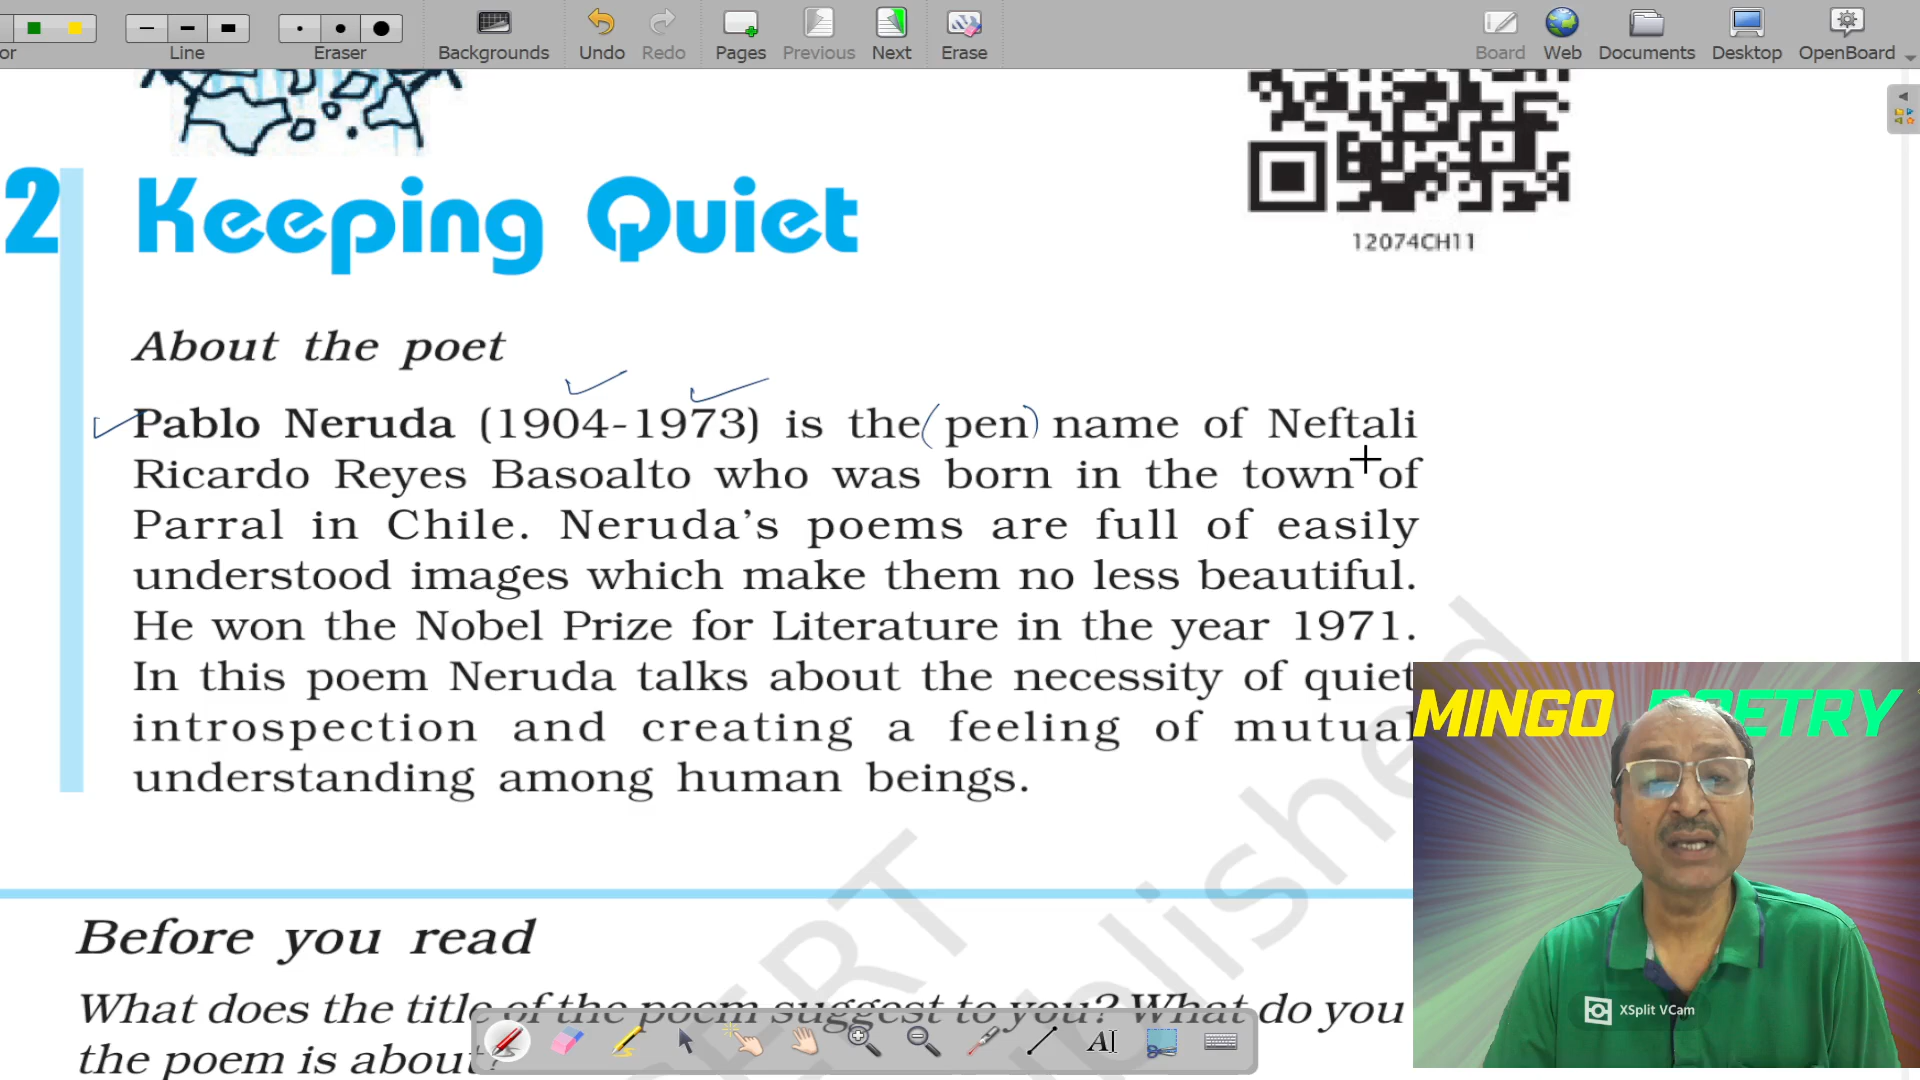 or
Line
Eraser
Backgrounds
Undo
Redo
Pages
Previous
Next
Erase
Board
Web
Documents
Desktop
OpenBoard
12074CH11
2 Keeping Quiet
About the poet
Pablo Neruda (1904-1973) is the (pen) name of Neftali
Ricardo Reyes Basoalto who was born in the town of
Parral in Chile. Neruda's poems are full of easily
understood images which make them no less beautiful.
He won the Nobel Prize for Literature in the year 1971.
In this poem Neruda talks about the necessity of quiet
introspection and creating a feeling of mutual
understanding among human beings.
MINGO POETRY
XSplit VCam
Before you read
What does the title of the poem suggest to you? What do you
the poem is about?
AI